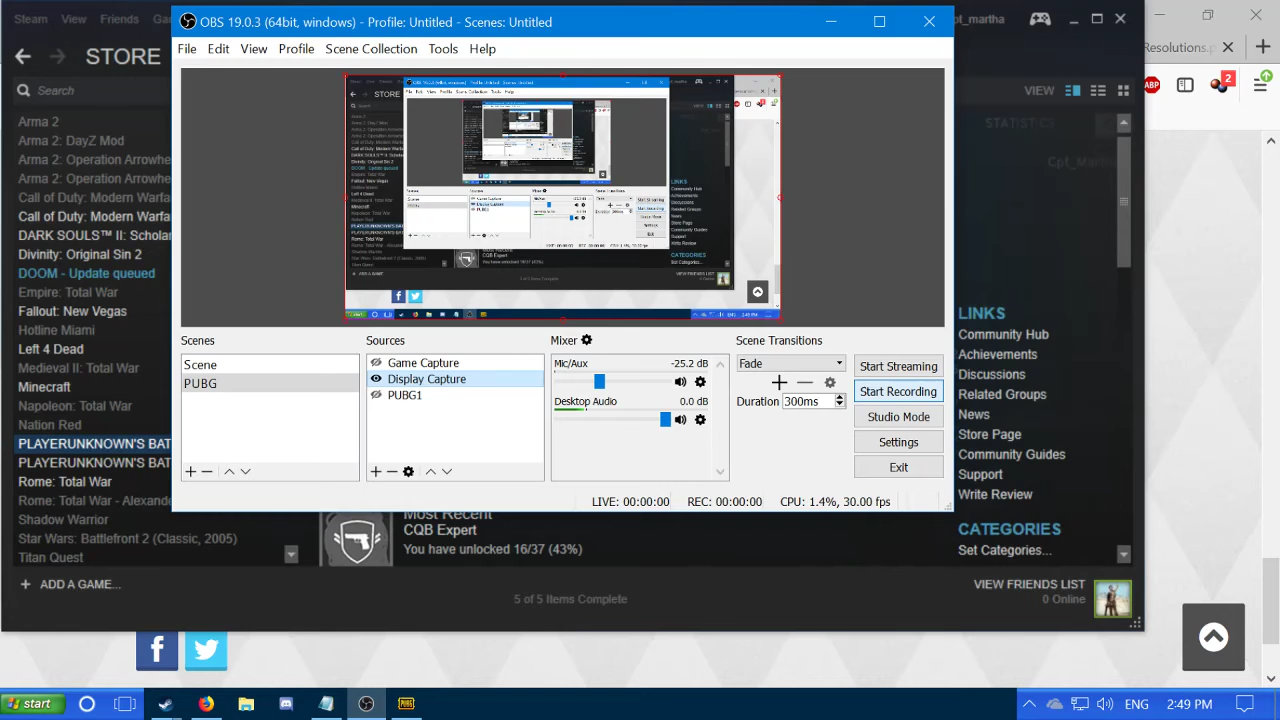 OBS 19.0.3 (64bit, windows) - Profile: Untitled - Scenes: Untitled
File Edit View Profile Scene Collection Tools Help
Steam View Friends
STORE
Search
Arma 2: D
Arma 2: Operation Arrowhe
Call of Duty: Modern Warfa
Call of Duty: Modern Warfa
DARK SOULS™ II: Scholar
Divinity: Original Sin 2
DOOM - Update queued
Empire: Total War
Fallout: New Vegas
Left 4 Dead
Medieval II: Total War
Minecraft
Napoleon: Total War
Nation Red
PLAYERUNKNOWN'S BAT
PLAYERUNKNOWN'S BAT
Rome: Total War
Rome: Total War - Alexande
Shadow Warrior
Star Wars: Battlefront 2 (Classic, 2005)
Titan Quest
ADD A GAME...
Scenes
Scene
PUBG
Sources
Game Capture
Display Capture
PUBG1
Mixer
Mic/Aux -25.2 dB
Desktop Audio 0.0 dB
Scene Transitions
Fade
Duration 300ms
Start Streaming
Start Recording
Studio Mode
Settings
Exit
LIVE: 00:00:00 REC: 00:00:00 CPU: 1.4%, 30.00 fps
Most Recent
CQB Expert
You have unlocked 16/37 (43%)
5 of 5 Items Complete
ot_martha
Resolutions.p
ABP
2
VIEW
STATISTICS
LINKS
Community Hub
Achievements
Discussions
Related Groups
News
Store Page
Community Guides
Support
Write Review
CATEGORIES
Set Categories...
VIEW FRIENDS LIST
0 Online
start
PUBG
ENG
2:49 PM